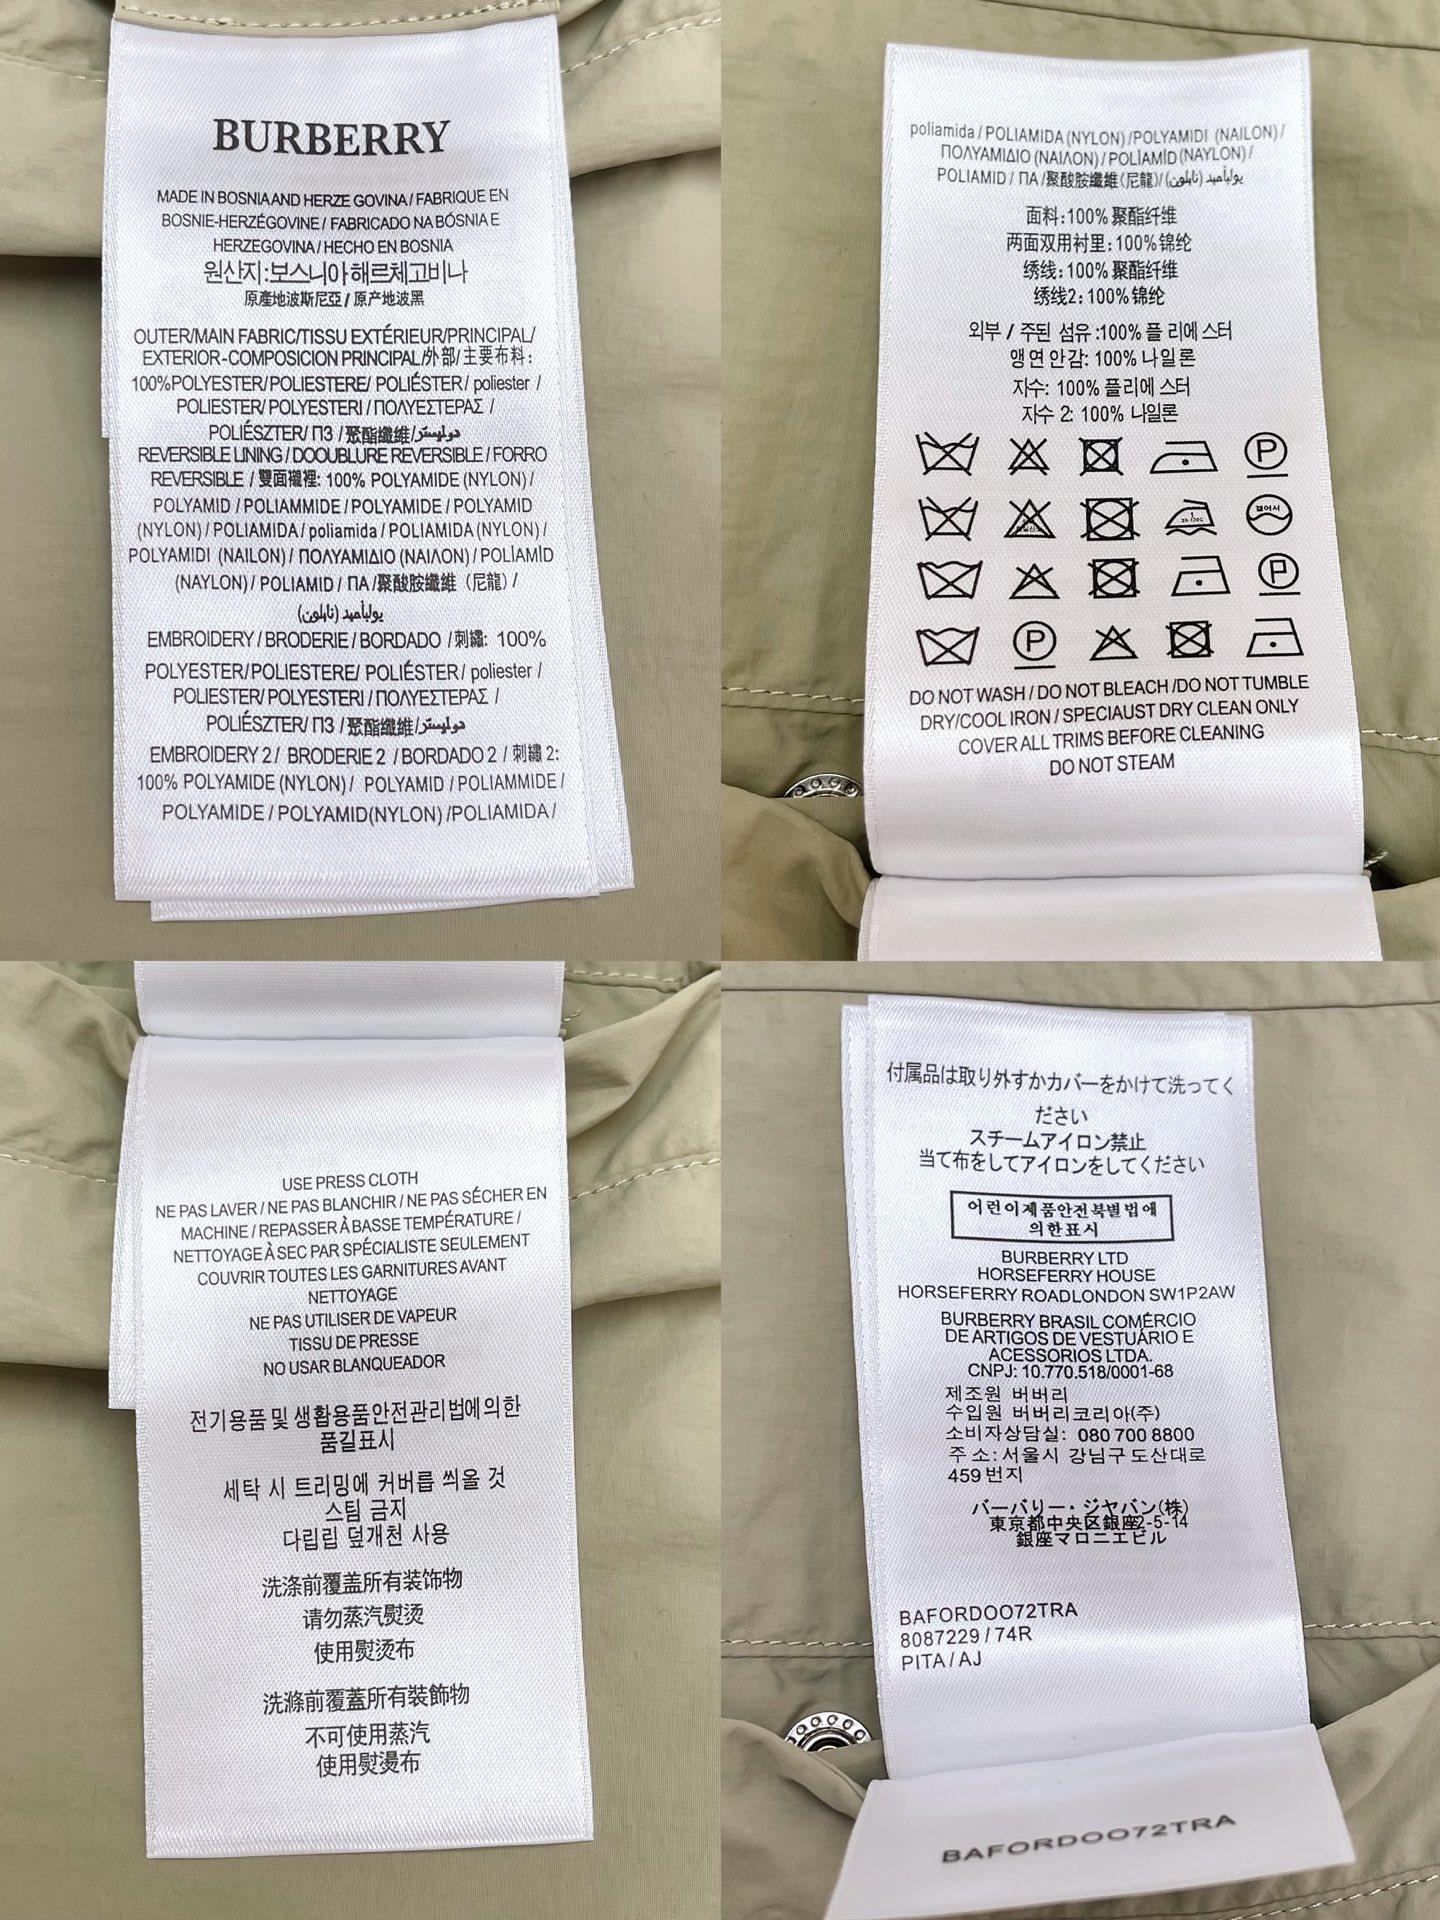 BURBERRY
MADE IN BOSNIAAND HERZE GOVINA / FABRIQUE EN
BOSNIE-HERZÉGOVINE / FABRICADO NA BÓSNIA E
HERZEGOVINA / HECHO EN BOSNIA
원산지:보스니아 해르체고비나
原產地波斯尼亞 / 原产地波黑
OUTER/MAIN FABRIC/TISSU EXTÉRIEUR/PRINCIPAL/
EXTERIOR-COMPOSICION PRINCIPAL/外部/主要布料:
100%POLYESTER/POLIESTERE/ POLIÉSTER / poliester /
POLIESTER/ POLYESTERI / ΠΟΛΥΕΣΤΕΡΑΣ /
POLIÉSZTER/ ПЗ /聚酯纖维/
REVERSIBLE LINING / DOOUBLURE REVERSIBLE / FORRO
REVERSIBLE / 雙面襯裡: 100% POLYAMIDE (NYLON) /
POLYAMID / POLIAMMIDE / POLYAMIDE / POLYAMID
(NYLON) / POLIAMIDA / poliamida / POLIAMIDA (NYLON) /
POLYAMIDI (NAILON) / ΠΟΛΥΑΜΙΔΙΟ (ΝΑΙΛΟΝ) / POLİAMİD
(NAYLON) / POLIAMID / ПА /聚酸胺纖維 (尼龍) /
EMBROIDERY / BRODERIE / BORDADO / 刺繡: 100%
POLYESTER/POLIESTERE/ POLIÉSTER / poliester /
POLIESTER/ POLYESTERI / ΠΟΛΥΕΣΤΕΡΑΣ /
POLIÉSZTER/ ПЗ /聚酯纖维/
EMBROIDERY 2 / BRODERIE 2 / BORDADO 2 / 刺繡 2:
100% POLYAMIDE (NYLON) / POLYAMID / POLIAMMIDE /
POLYAMIDE / POLYAMID(NYLON) /POLIAMIDA /
poliamida / POLIAMIDA (NYLON) /POLYAMIDI (NAILON) /
ΠΟΛΥΑΜΙΔΙΟ (ΝΑΙΛΟΝ) / POLİAMİD (NAYLON) /
POLIAMID / ПА /聚酸胺纖維 (尼龍)/
面料:100% 聚酯纤维
两面双用衬里: 100%锦纶
绣线: 100% 聚酯纤维
绣线2: 100%锦纶
외부 / 주된 섬유 :100% 플 리에 스터
앵연 안감: 100% 나일 론
자수: 100% 플리에 스터
자수 2: 100% 나일론
DO NOT WASH / DO NOT BLEACH /DO NOT TUMBLE
DRY/COOL IRON / SPECIAUST DRY CLEAN ONLY
COVER ALL TRIMS BEFORE CLEANING
DO NOT STEAM
USE PRESS CLOTH
NE PAS LAVER / NE PAS BLANCHIR / NE PAS SÉCHER EN
MACHINE / REPASSER À BASSE TEMPÉRATURE /
NETTOYAGE À SEC PAR SPÉCIALISTE SEULEMENT
COUVRIR TOUTES LES GARNITURES AVANT
NETTOYAGE
NE PAS UTILISER DE VAPEUR
TISSU DE PRESSE
NO USAR BLANQUEADOR
전기용품 및 생활용품안전관리법에의한
품길표시
세탁 시 트리밍에 커버를 씌울 것
스팀 금지
다립립 덮개천 사용
洗涤前覆盖所有装饰物
请勿蒸汽熨烫
使用熨烫布
洗滌前覆蓋所有裝飾物
不可使用蒸汽
使用熨燙布
付属品は取り外すかカバーをかけて洗ってく
ださい
スチームアイロン禁止
当て布をしてアイロンをしてください
어린이제품안전북별법에
의한표시
BURBERRY LTD
HORSEFERRY HOUSE
HORSEFERRY ROADLONDON SW1P2AW
BURBERRY BRASIL COMÉRCIO
DE ARTIGOS DE VESTUÁRIO E
ACESSORIOS LTDA.
CNPJ: 10.770.518/0001-68
제조원 버버리
수입원 버버리코리아(주)
소비자상담실: 080 700 8800
주 소: 서울시 강남구 도산대로
459 번지
バーバリー・ジヤバン(株)
東京都中央区銀座2-5-14
銀座マロニエビル
BAFORDOO72TRA
8087229 / 74R
PITA / AJ
BAFORDOO72TRA